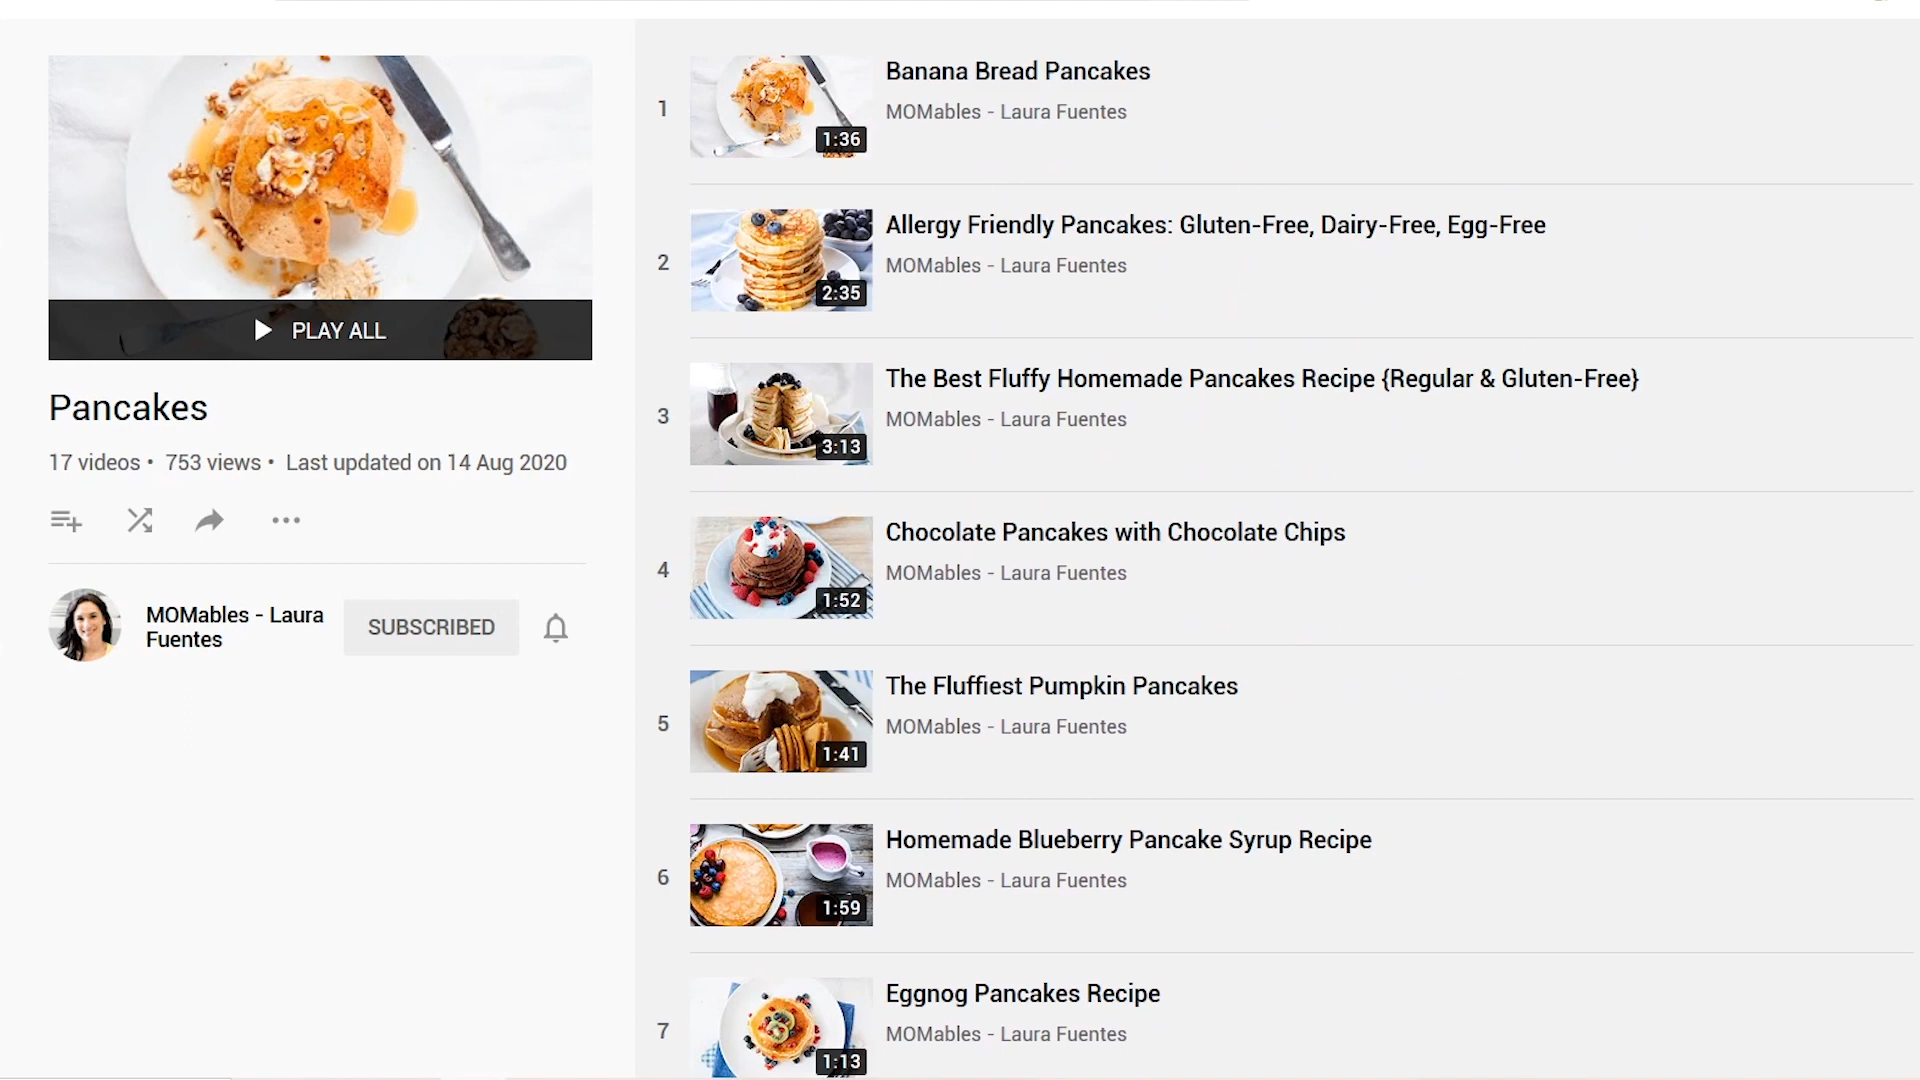 PLAY ALL
Pancakes
17 videos • 753 views • Last updated on 14 Aug 2020
MOMables - Laura
Fuentes
SUBSCRIBED
1
1:36
Banana Bread Pancakes
MOMables - Laura Fuentes
2
2:35
Allergy Friendly Pancakes: Gluten-Free, Dairy-Free, Egg-Free
MOMables - Laura Fuentes
3
3:13
The Best Fluffy Homemade Pancakes Recipe {Regular & Gluten-Free}
MOMables - Laura Fuentes
4
1:52
Chocolate Pancakes with Chocolate Chips
MOMables - Laura Fuentes
5
1:41
The Fluffiest Pumpkin Pancakes
MOMables - Laura Fuentes
6
1:59
Homemade Blueberry Pancake Syrup Recipe
MOMables - Laura Fuentes
7
1:13
Eggnog Pancakes Recipe
MOMables - Laura Fuentes